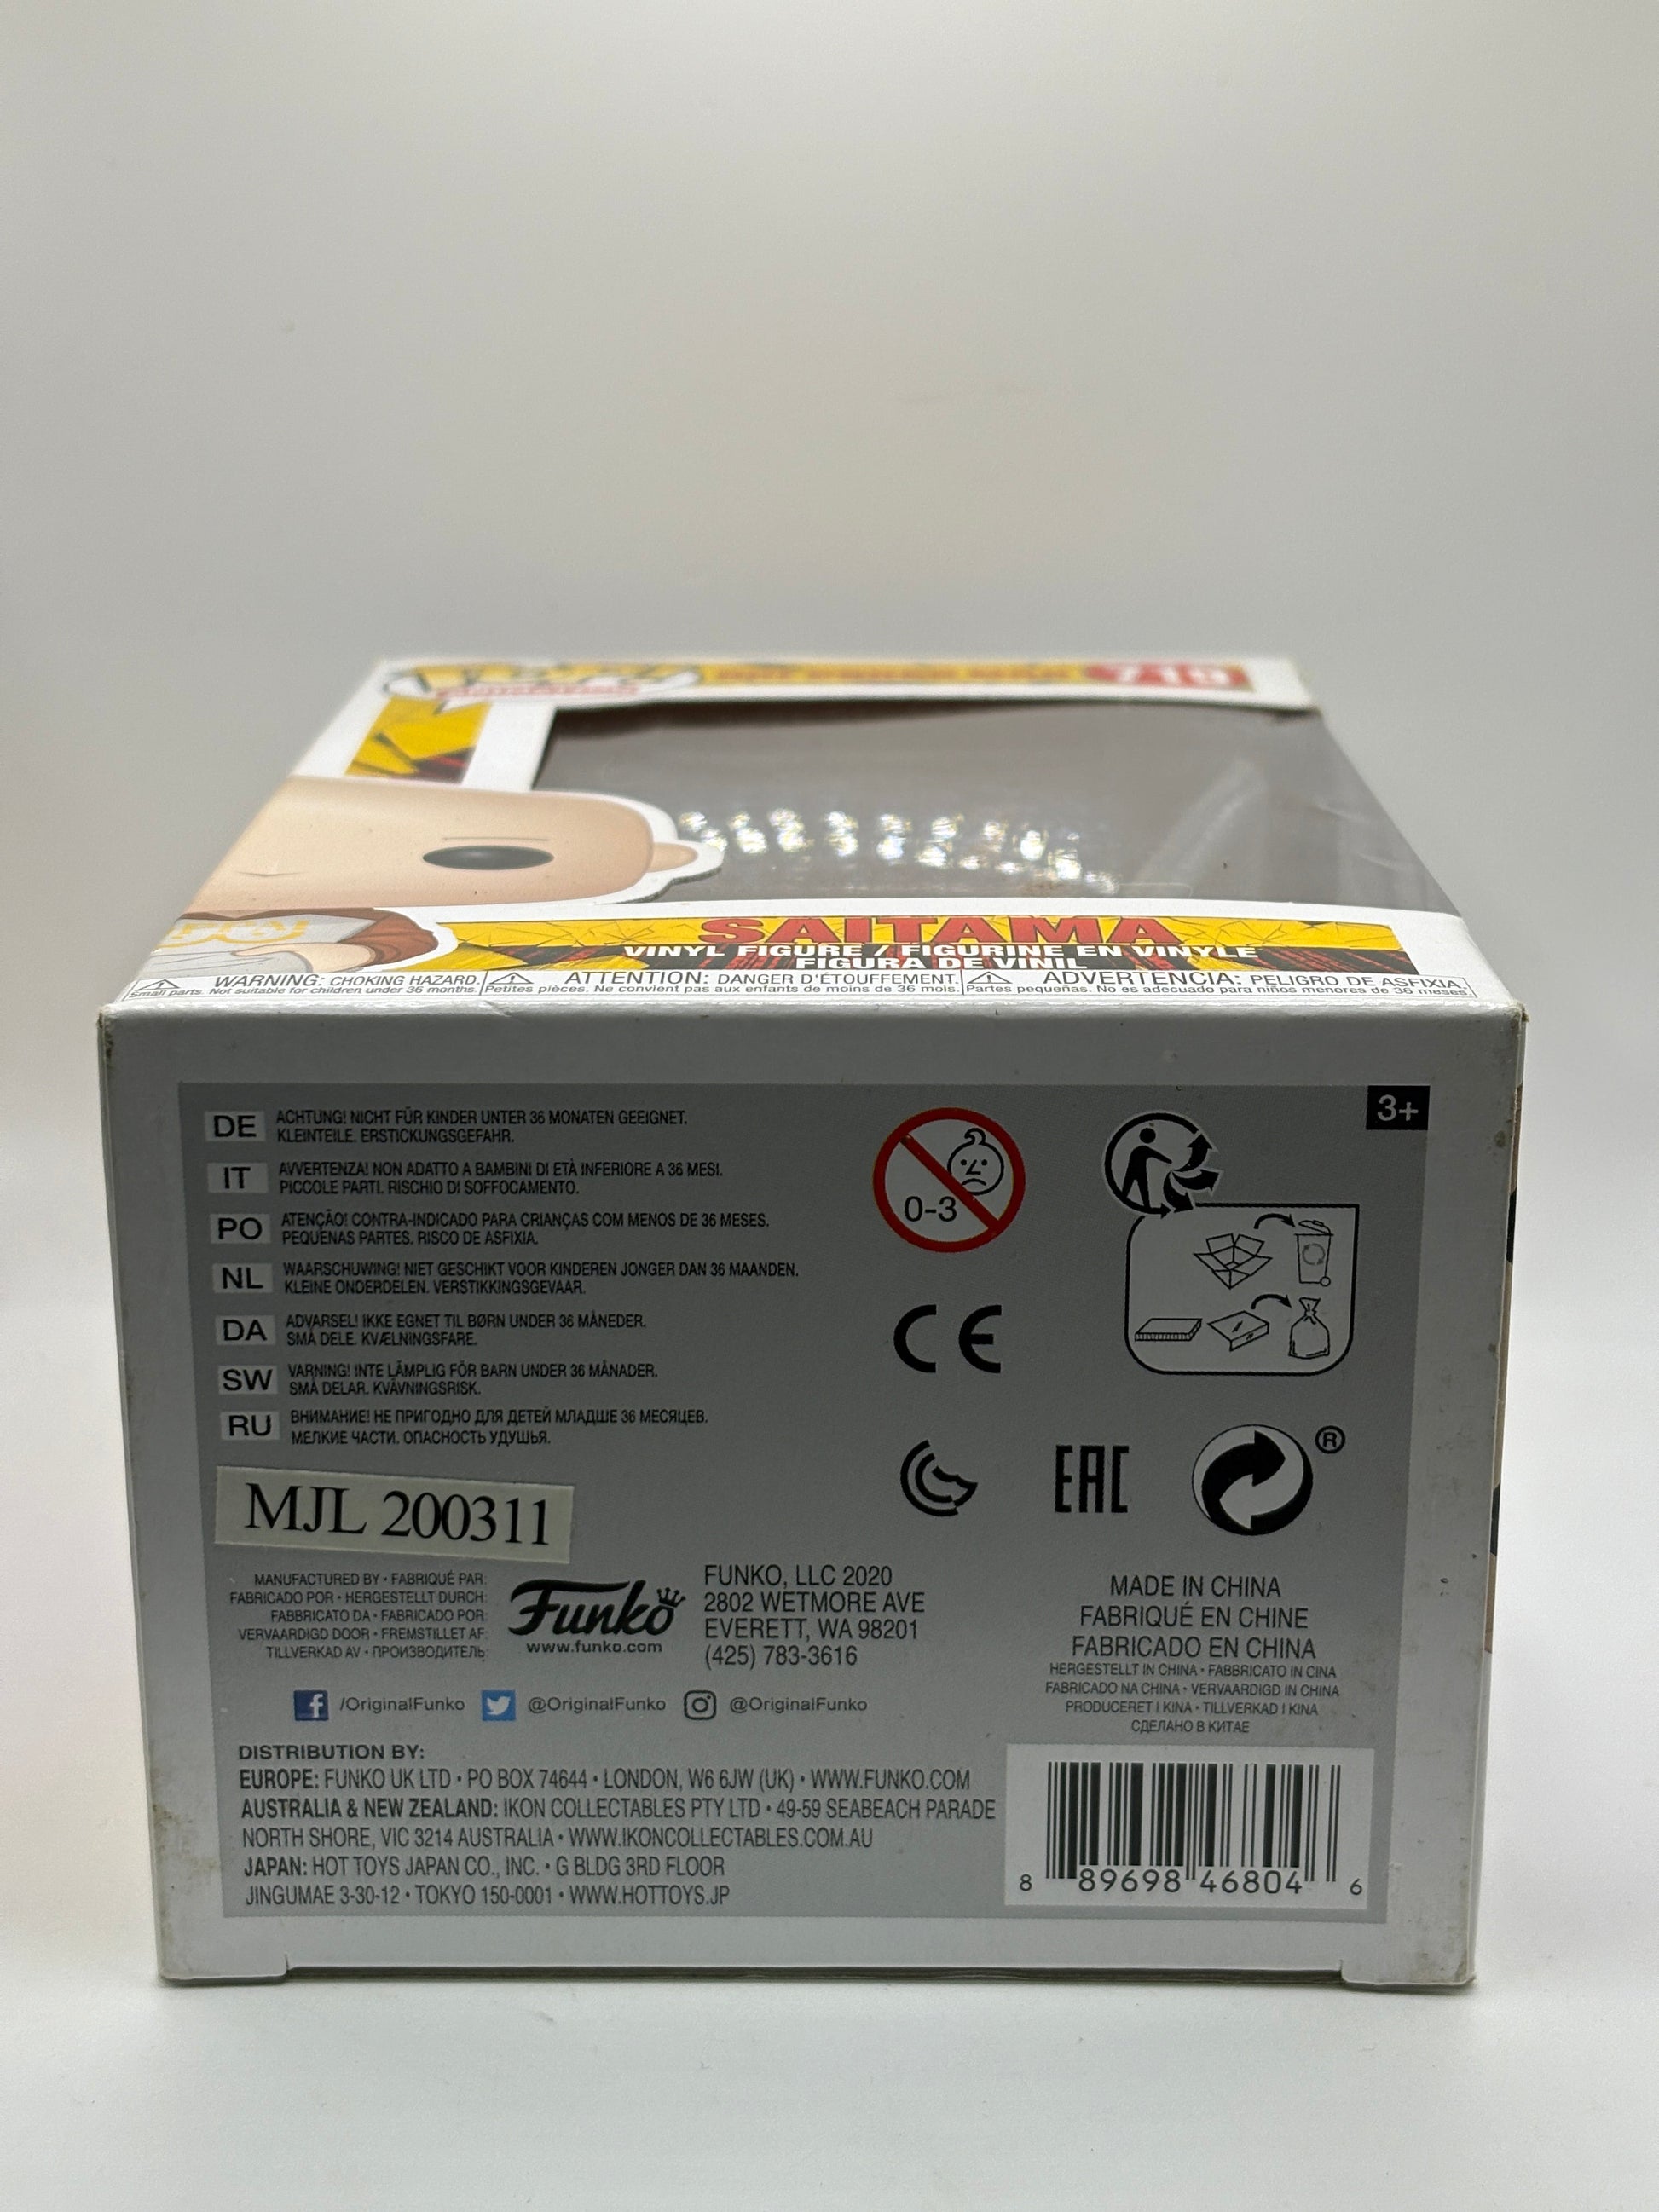 POP!
ANIMATION
ONE PUNCH MAN
719
SAITAMA
VINYL FIGURE / FIGURINE EN VINYLE
FIGURA DE VINIL
WARNING: CHOKING HAZARD.
Small parts. Not suitable for children under 36 months.
ATTENTION: DANGER D'ÉTOUFFEMENT.
Petites pièces. Ne convient pas aux enfants de moins de 36 mois.
ADVERTENCIA: PELIGRO DE ASFIXIA.
Partes pequeñas. No es adecuado para niños menores de 36 meses.
3+
DE ACHTUNG! NICHT FÜR KINDER UNTER 36 MONATEN GEEIGNET.
KLEINTEILE. ERSTICKUNGSGEFAHR.
IT AVVERTENZA! NON ADATTO A BAMBINI DI ETÀ INFERIORE A 36 MESI.
PICCOLE PARTI. RISCHIO DI SOFFOCAMENTO.
PO ATENÇÃO! CONTRA-INDICADO PARA CRIANÇAS COM MENOS DE 36 MESES.
PEQUENAS PARTES. RISCO DE ASFIXIA.
NL WAARSCHUWING! NIET GESCHIKT VOOR KINDEREN JONGER DAN 36 MAANDEN.
KLEINE ONDERDELEN. VERSTIKKINGSGEVAAR.
DA ADVARSEL! IKKE EGNET TIL BØRN UNDER 36 MÅNEDER.
SMÅ DELE. KVÆLNINGSFARE.
SW VARNING! INTE LÄMPLIG FÖR BARN UNDER 36 MÅNADER.
SMÅ DELAR. KVÄVNINGSRISK.
RU ВНИМАНИЕ! НЕ ПРИГОДНО ДЛЯ ДЕТЕЙ МЛАДШЕ 36 МЕСЯЦЕВ.
МЕЛКИЕ ЧАСТИ. ОПАСНОСТЬ УДУШЬЯ.
0-3
CE
EAC
®
MJL 200311
MANUFACTURED BY • FABRIQUÉ PAR:
FABRICADO POR • HERGESTELLT DURCH:
FABBRICATO DA • FABRICADO POR:
VERVAARDIGD DOOR • FREMSTILLET AF:
TILLVERKAD AV • ПРОИЗВОДИТЕЛЬ:
Funko
www.funko.com
FUNKO, LLC 2020
2802 WETMORE AVE
EVERETT, WA 98201
(425) 783-3616
MADE IN CHINA
FABRIQUÉ EN CHINE
FABRICADO EN CHINA
HERGESTELLT IN CHINA • FABBRICATO IN CINA
FABRICADO NA CHINA • VERVAARDIGD IN CHINA
PRODUCERET I KINA • TILLVERKAD I KINA
СДЕЛАНО В КИТАЕ
/OriginalFunko @OriginalFunko @OriginalFunko
DISTRIBUTION BY:
EUROPE: FUNKO UK LTD • PO BOX 74644 • LONDON, W6 6JW (UK) • WWW.FUNKO.COM
AUSTRALIA & NEW ZEALAND: IKON COLLECTABLES PTY LTD • 49-59 SEABEACH PARADE
NORTH SHORE, VIC 3214 AUSTRALIA • WWW.IKONCOLLECTABLES.COM.AU
JAPAN: HOT TOYS JAPAN CO., INC. • G BLDG 3RD FLOOR
JINGUMAE 3-30-12 • TOKYO 150-0001 • WWW.HOTTOYS.JP
8 89698 46804 6